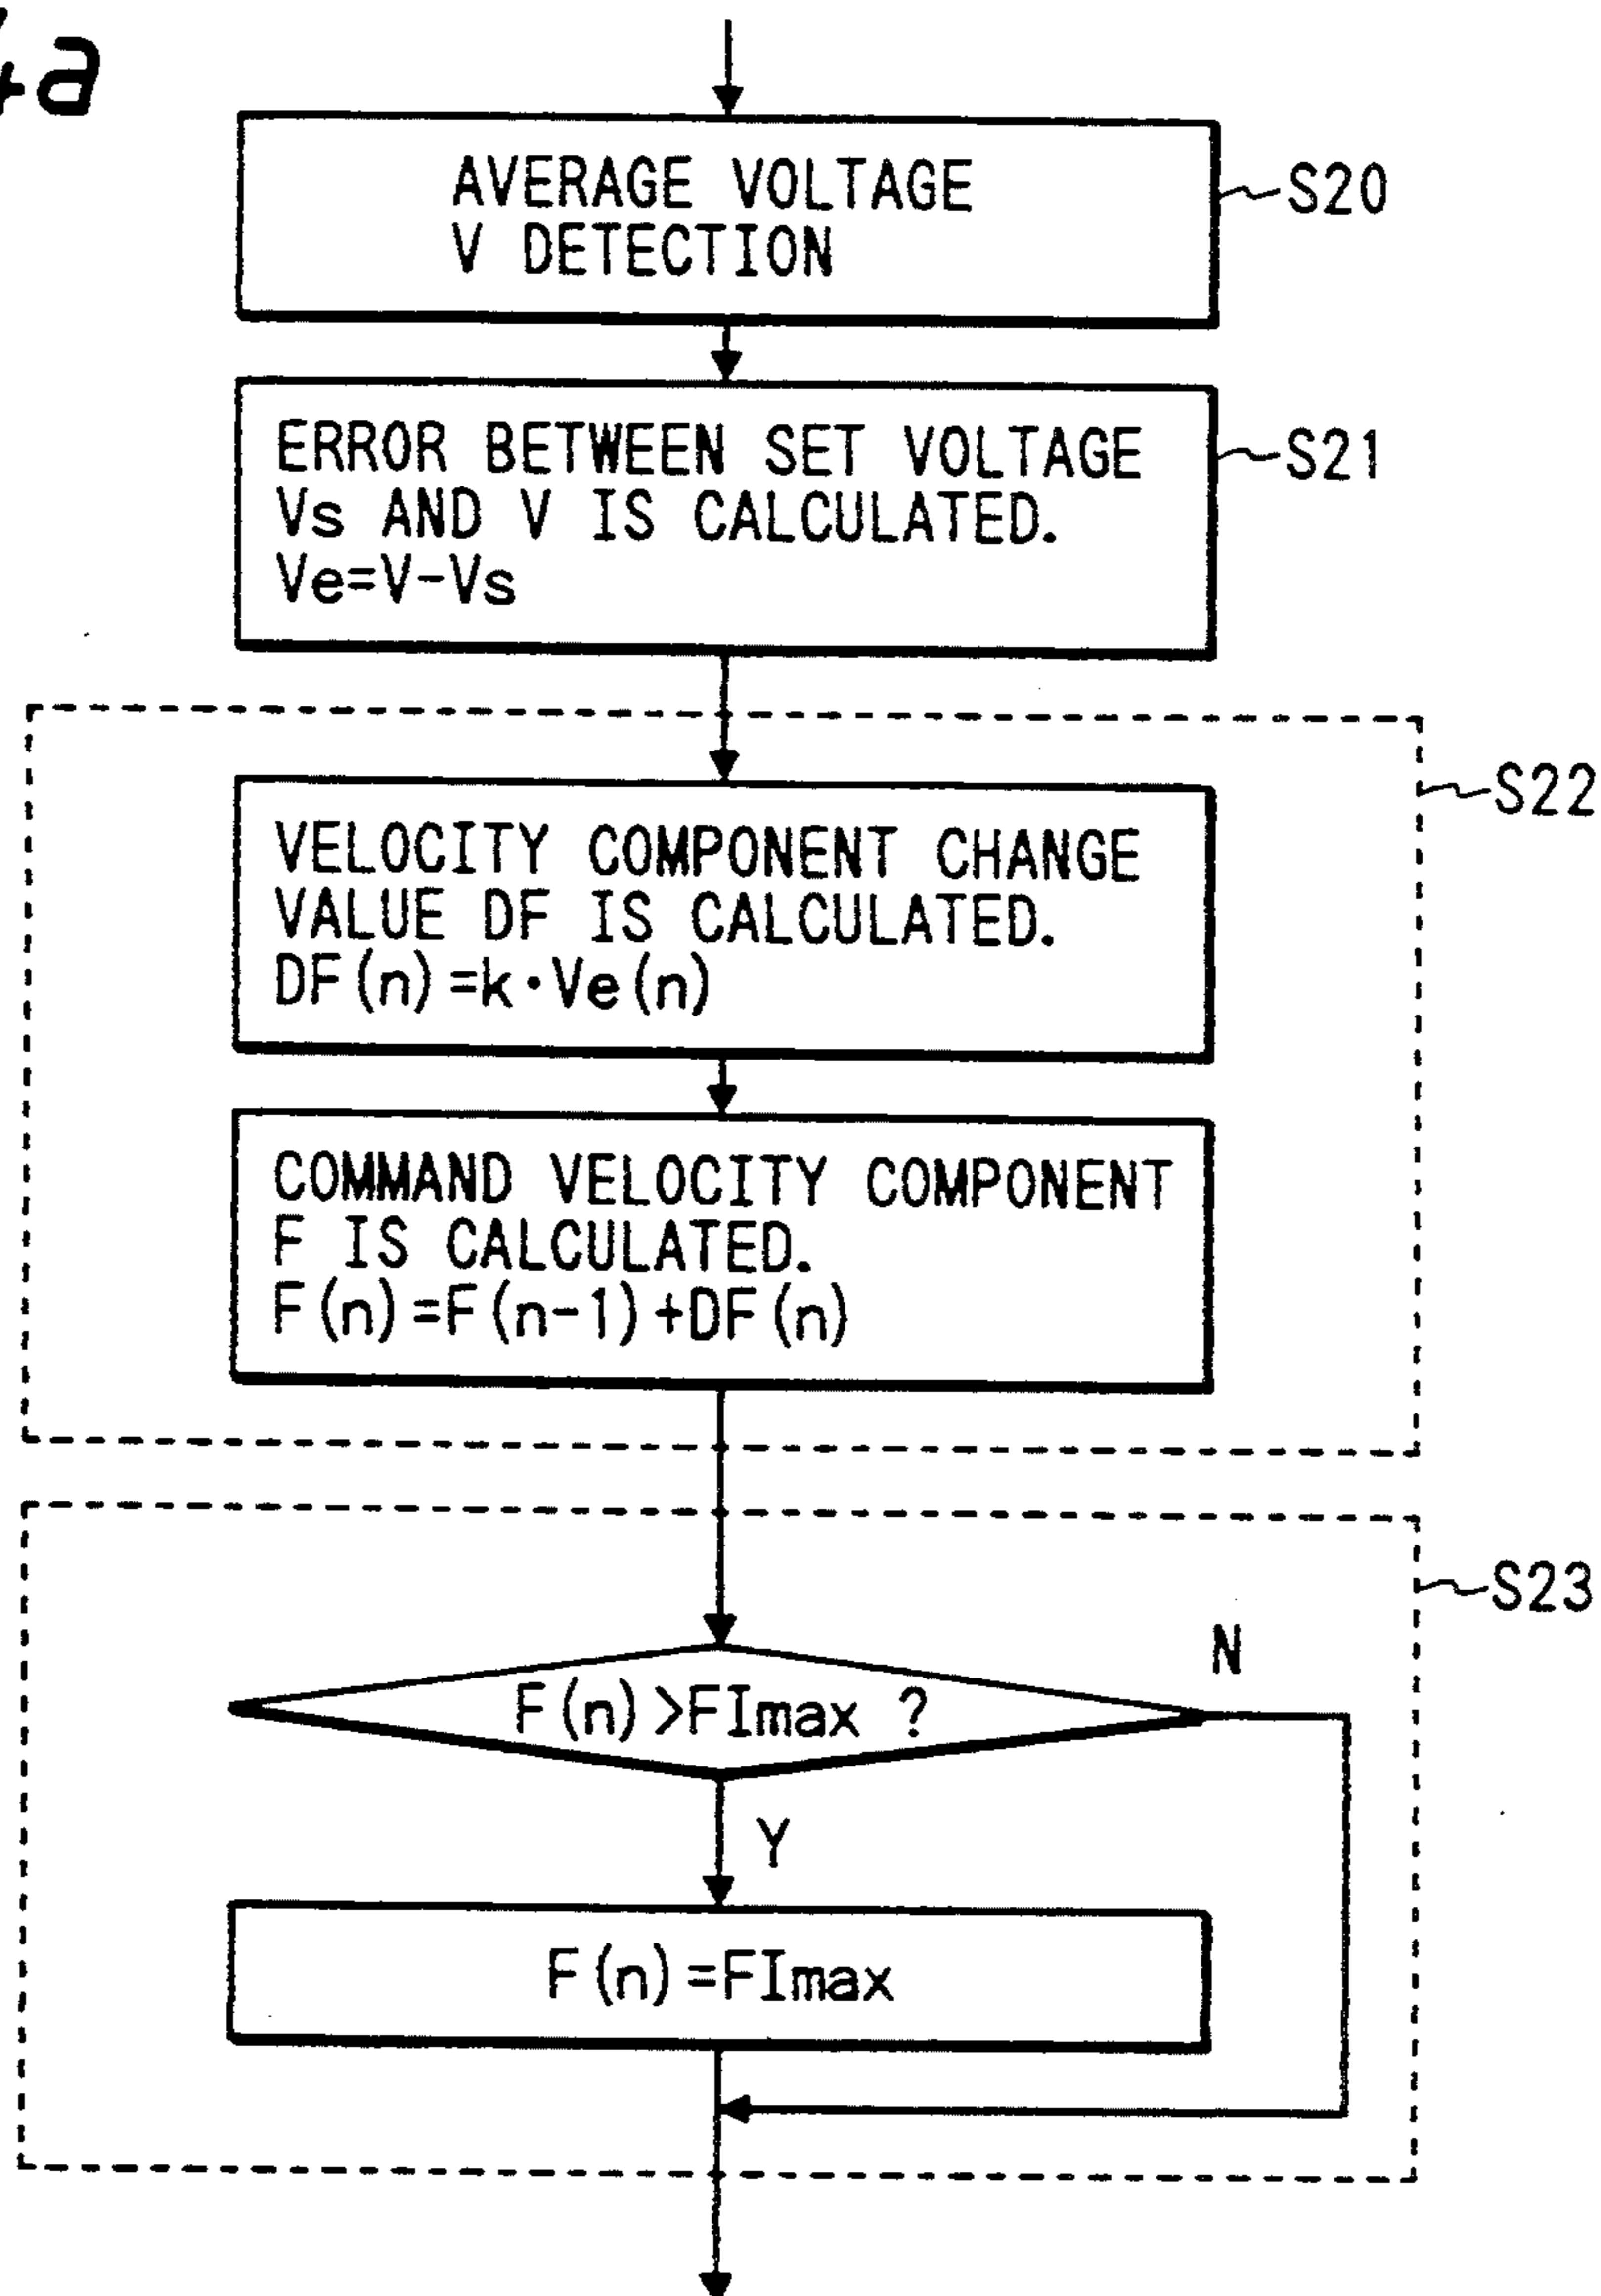 4a
AVERAGE VOLTAGE
V DETECTION
S20
ERROR BETWEEN SET VOLTAGE
Vs AND V IS CALCULATED.
Ve=V-Vs
S21
S22
VELOCITY COMPONENT CHANGE
VALUE DF IS CALCULATED.
DF(n)=k·Ve(n)
COMMAND VELOCITY COMPONENT
F IS CALCULATED.
F(n)=F(n-1)+DF(n)
S23
N
F(n)>FImax ?
Y
F(n)=FImax